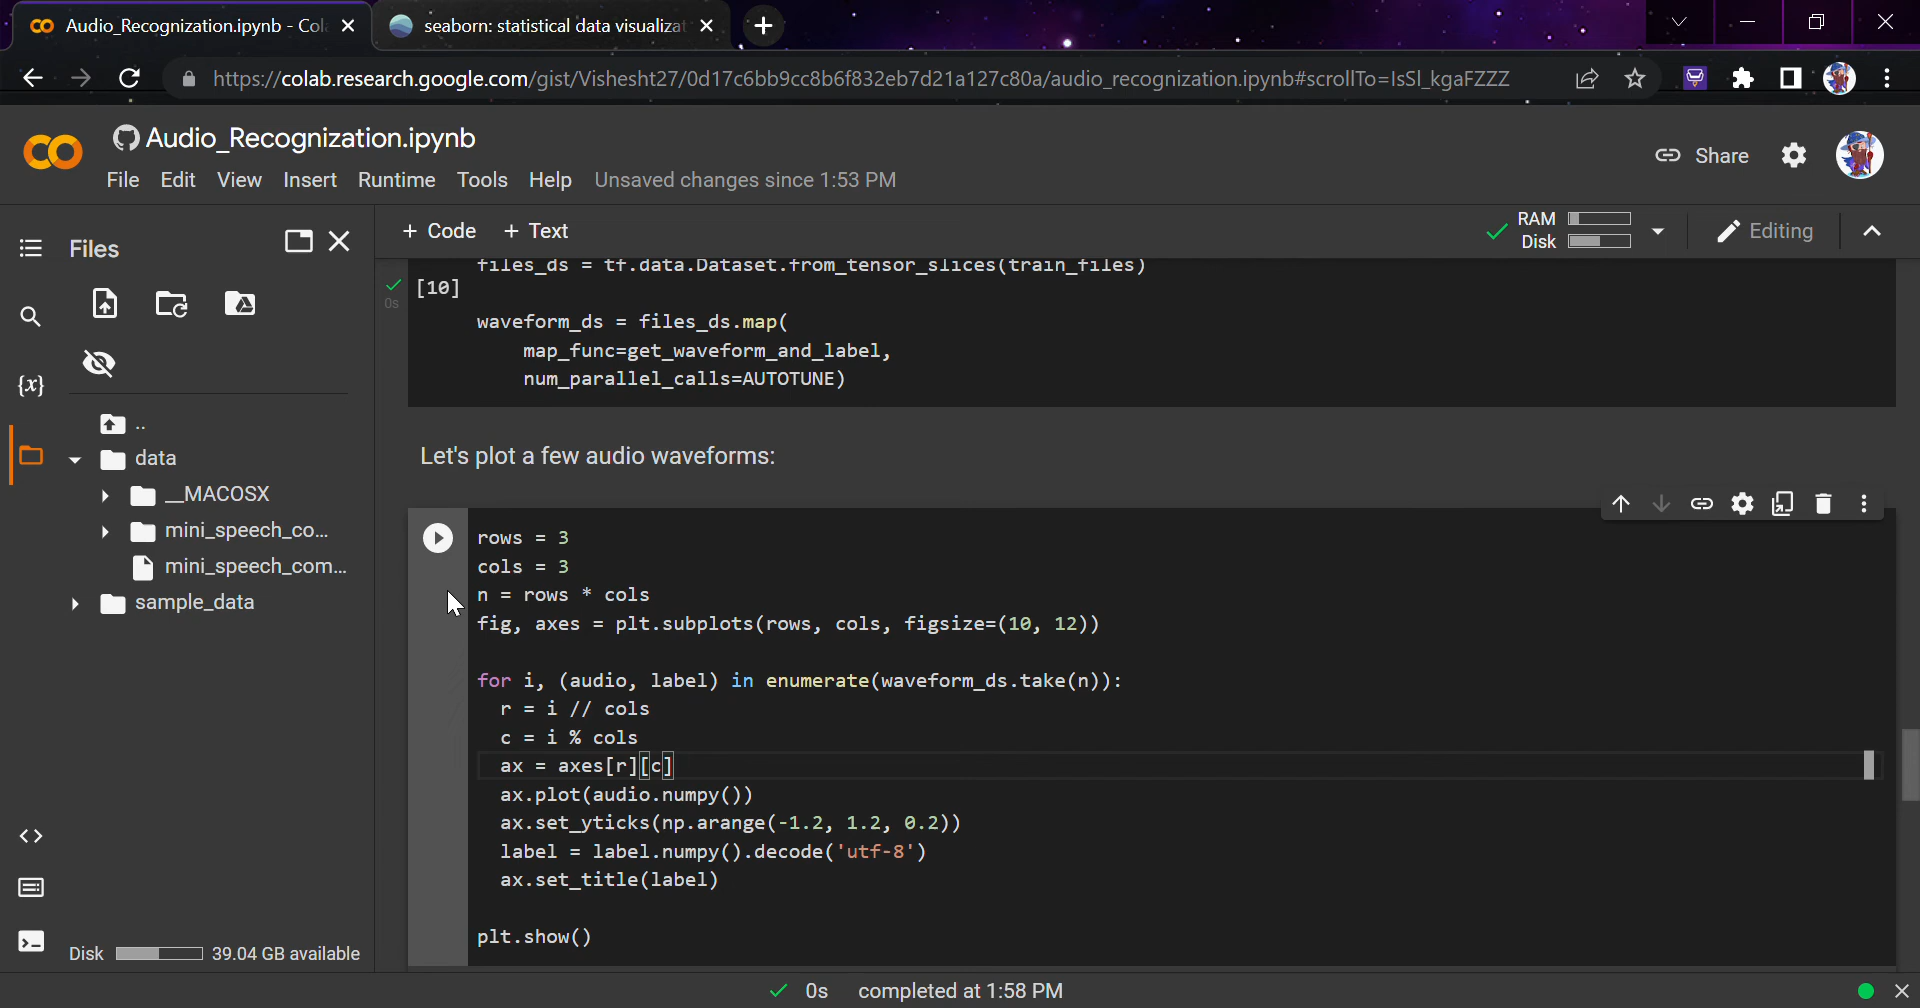 Audio_Recognization.ipynb - Col
seaborn: statistical data visualizat
https://colab.research.google.com/gist/Vishesht27/0d17c6bb9cc8b6f832eb7d21a127c80a/audio_recognization.ipynb#scrollTo=IsSl_kgaFZZZ
CO
Audio_Recognization.ipynb
Share
File Edit View Insert Runtime Tools Help Unsaved changes since 1:53 PM
Files
+ Code + Text
RAM
Disk
Editing
files_ds = tf.data.Dataset.from_tensor_slices(train_files)
0s
[10]
waveform_ds = files_ds.map(
map_func=get_waveform_and_label,
num_parallel_calls=AUTOTUNE)
{x}
..
data
__MACOSX
mini_speech_co...
mini_speech_com...
sample_data
Let's plot a few audio waveforms:
rows = 3
cols = 3
n = rows * cols
fig, axes = plt.subplots(rows, cols, figsize=(10, 12))
for i, (audio, label) in enumerate(waveform_ds.take(n)):
r = i // cols
c = i % cols
ax = axes[r][c]
ax.plot(audio.numpy())
ax.set_yticks(np.arange(-1.2, 1.2, 0.2))
label = label.numpy().decode('utf-8')
ax.set_title(label)
plt.show()
Disk 39.04 GB available
0s completed at 1:58 PM